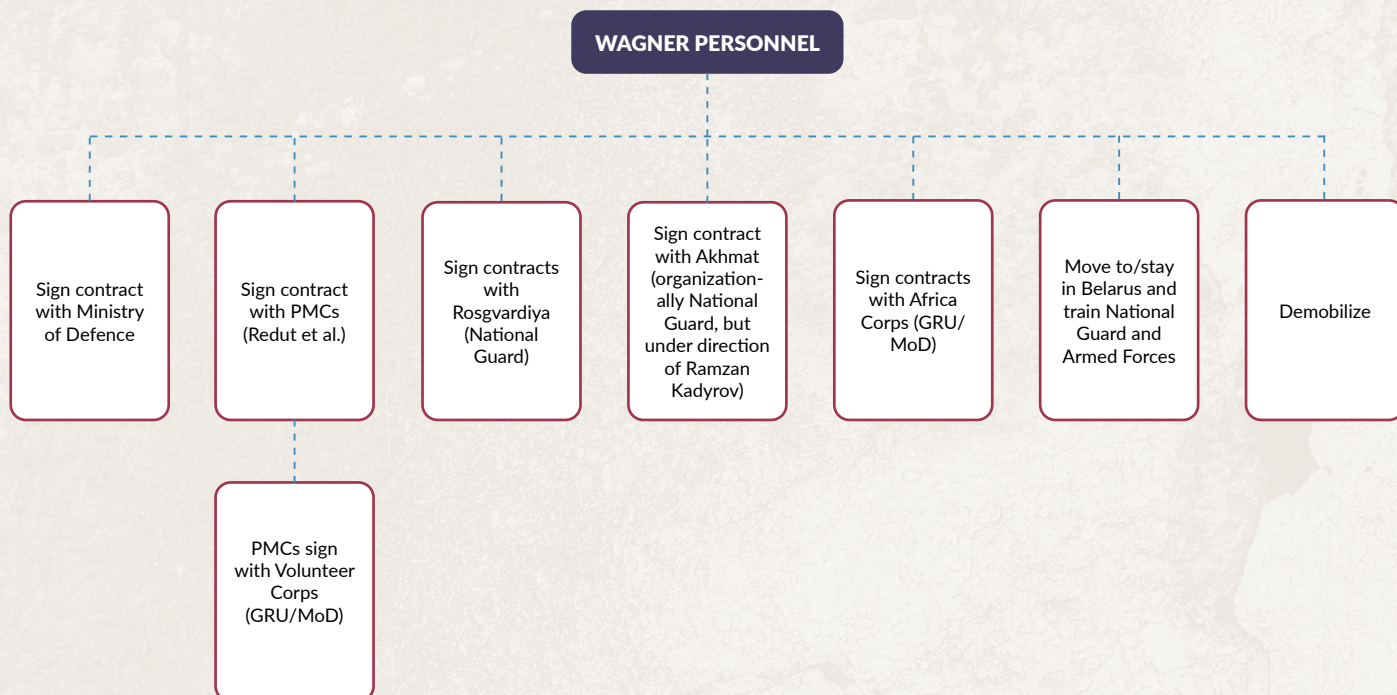 WAGNER PERSONNEL
Sign contract
with Ministry
of Defence
Sign contract
with PMCs
(Redut et al.)
Sign contracts
with
Rosgvardiya
(National
Guard)
Sign contract
with Akhmat
(organization-
ally National
Guard, but
under direction
of Ramzan
Kadyrov)
Sign contracts
with Africa
Corps (GRU/
MoD)
Move to/stay
in Belarus and
train National
Guard and
Armed Forces
Demobilize
PMCs sign
with Volunteer
Corps
(GRU/MoD)